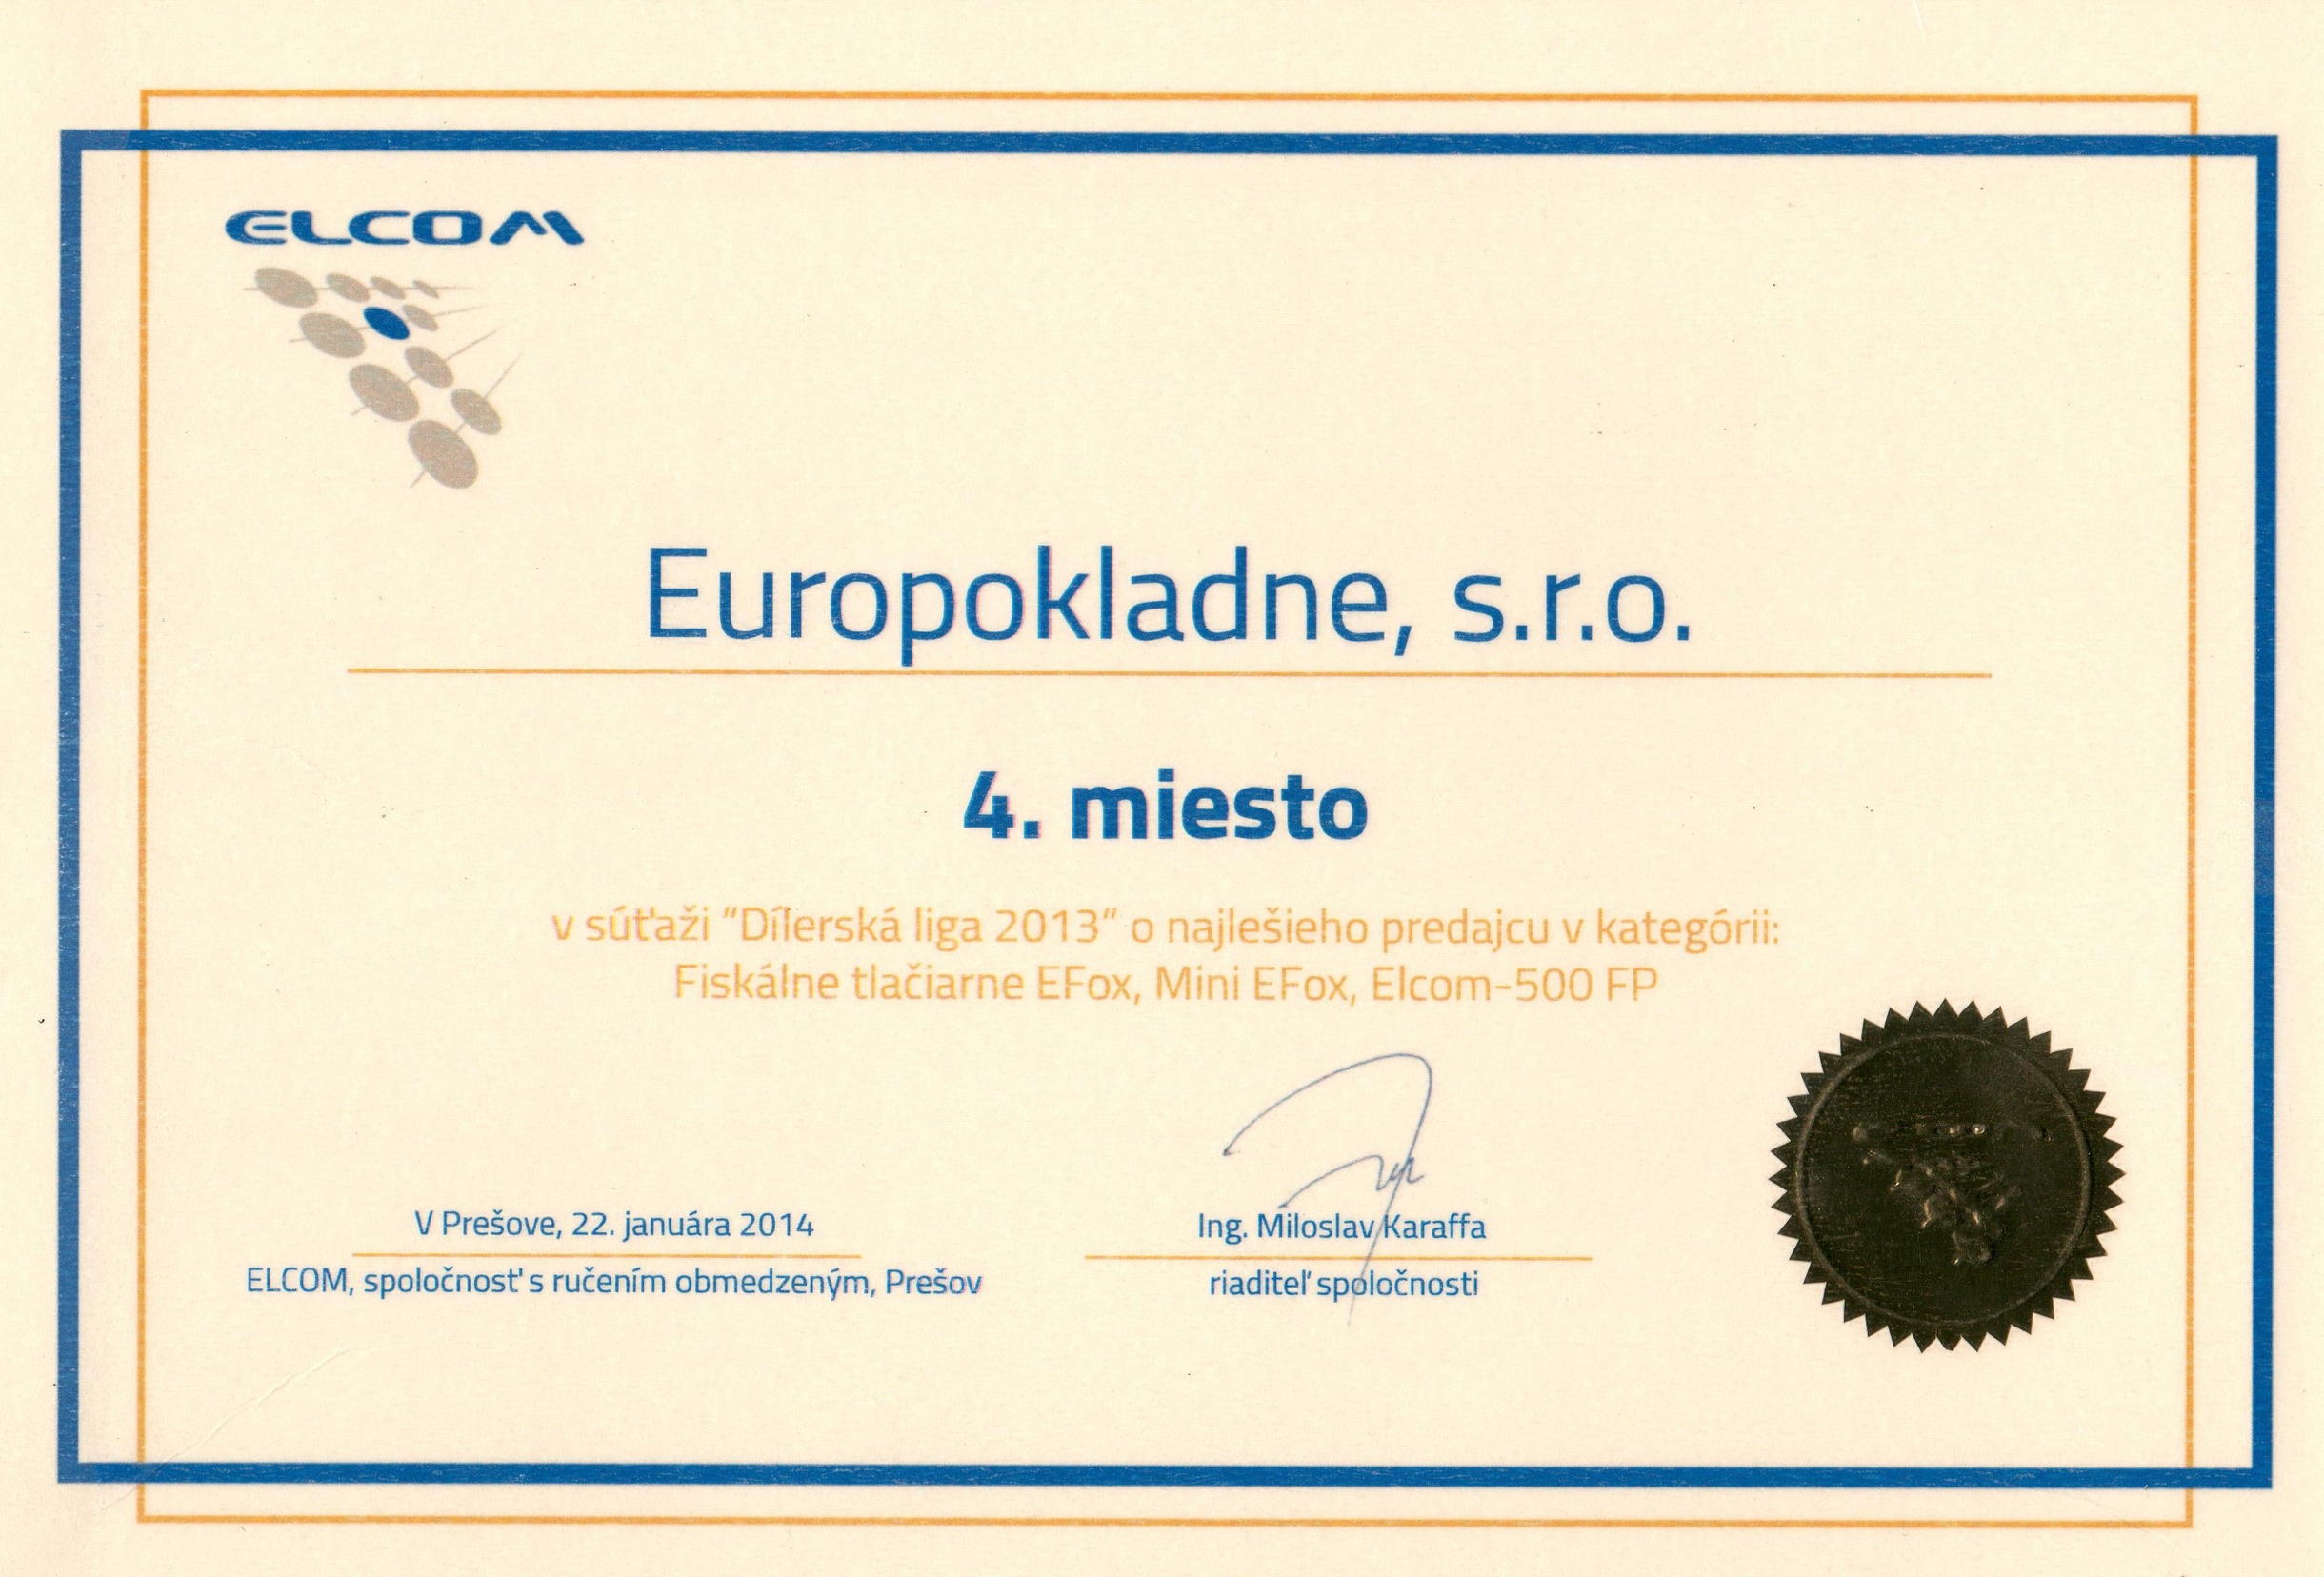 ELCOM
Europokladne, s.r.o.
4. miesto
v súťaži "Dílerská liga 2013" o najlešieho predajcu v kategórii:
Fiskálne tlačiarne EFox, Mini EFox, Elcom-500 FP
V Prešove, 22. januára 2014
ELCOM, spoločnosť s ručením obmedzeným, Prešov
Ing. Miloslav Karaffa
riaditeľ spoločnosti